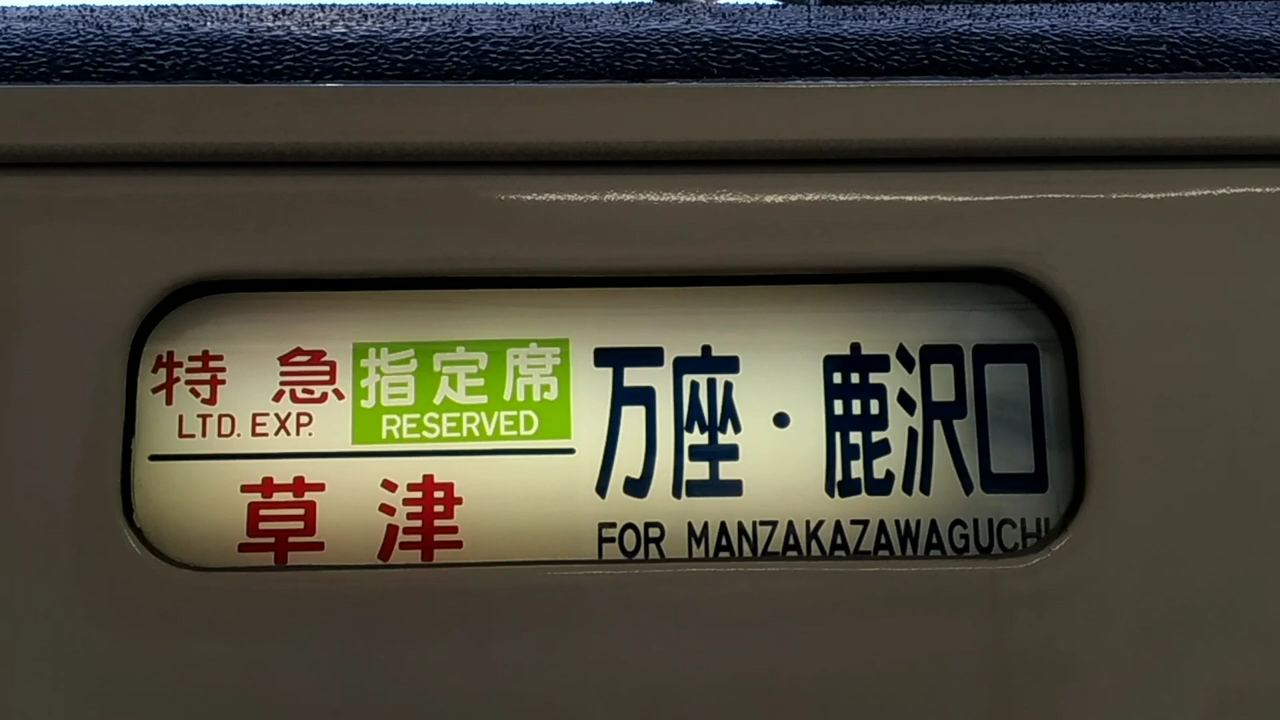 特急 指定席
LTD. EXP. RESERVED
草津
万座・鹿沢口
FOR MANZAKAZAWAGUCHI